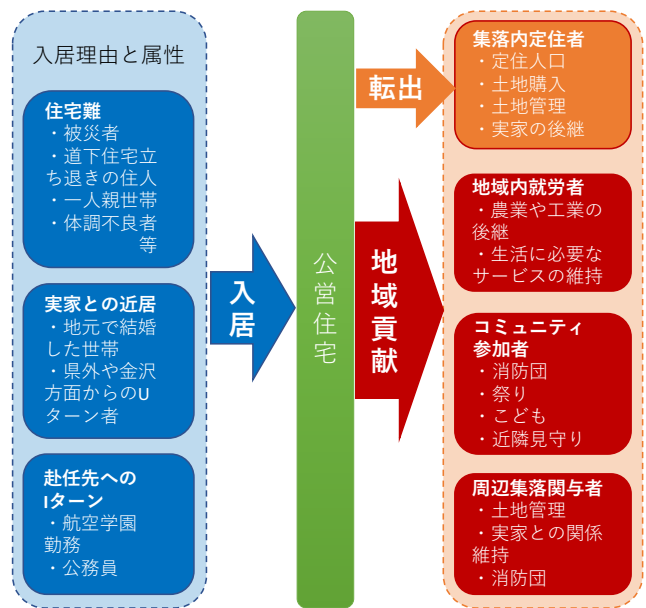 入居理由と属性
住宅難
・被災者
・道下住宅立
ち退きの住人
・一人親世帯
・体調不良者
等
実家との近居
・地元で結婚
した世帯
・県外や金沢
方面からのU
ターン者
赴任先への
Iターン
・航空学園
勤務
・公務員
入居
公営住宅
転出
地域貢献
集落内定住者
・定住人口
・土地購入
・土地管理
・実家の後継
地域内就労者
・農業や工業の
後継
・生活に必要な
サービスの維持
コミュニティ
参加者
・消防団
・祭り
・こども
・近隣見守り
周辺集落関与者
・土地管理
・実家との関係
維持
・消防団